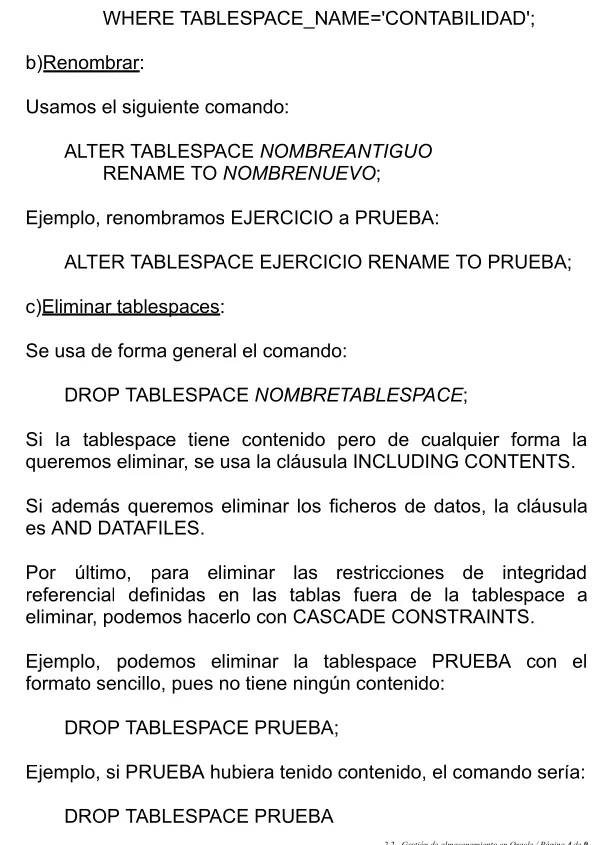 WHERE TABLESPACE_NAME='CONTABILIDAD';
b)Renombrar:
Usamos el siguiente comando:
ALTER TABLESPACE NOMBREANTIGUO
RENAME TO NOMBRENUEVO;
Ejemplo, renombramos EJERCICIO a PRUEBA:
ALTER TABLESPACE EJERCICIO RENAME TO PRUEBA;
c)Eliminar tablespaces:
Se usa de forma general el comando:
DROP TABLESPACE NOMBRETABLESPACE;
Si la tablespace tiene contenido pero de cualquier forma la
queremos eliminar, se usa la cláusula INCLUDING CONTENTS.
Si además queremos eliminar los ficheros de datos, la cláusula
es AND DATAFILES.
Por último, para eliminar las restricciones de integridad
referencial definidas en las tablas fuera de la tablespace a
eliminar, podemos hacerlo con CASCADE CONSTRAINTS.
Ejemplo, podemos eliminar la tablespace PRUEBA con el
formato sencillo, pues no tiene ningún contenido:
DROP TABLESPACE PRUEBA;
Ejemplo, si PRUEBA hubiera tenido contenido, el comando sería:
DROP TABLESPACE PRUEBA
Gestión de almacenamiento en Oracle / Página 4 de 9